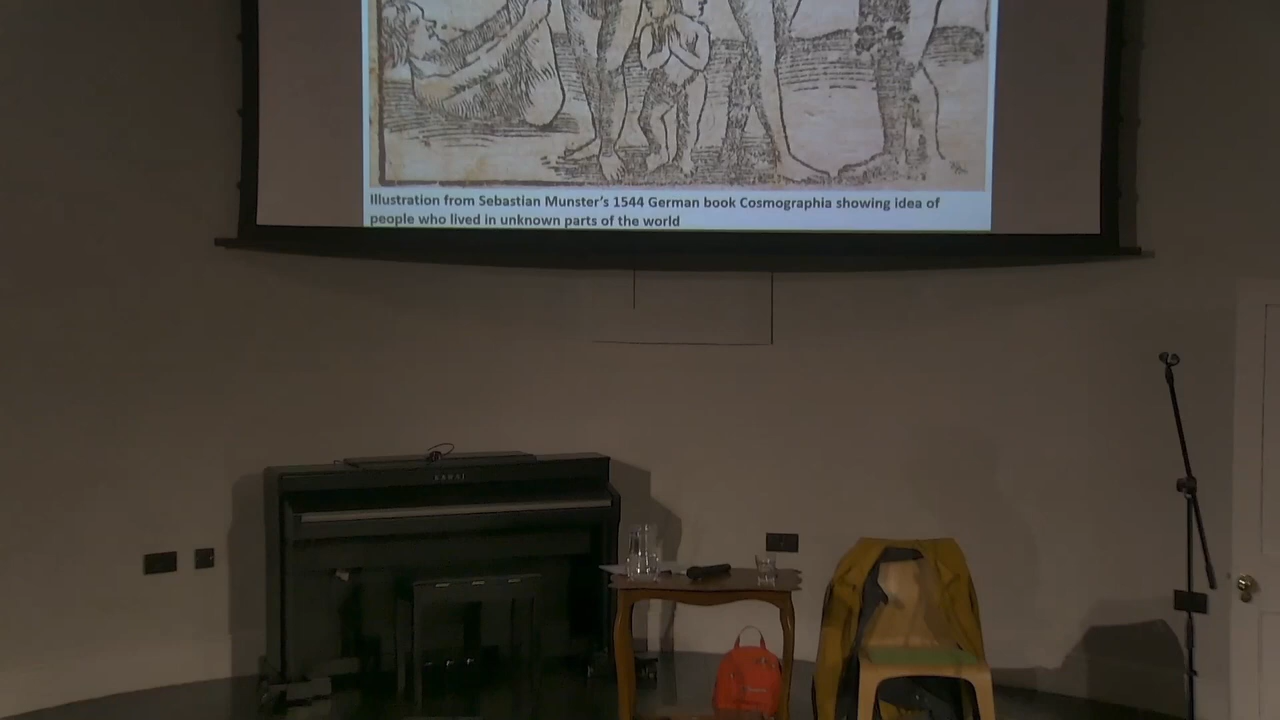 Illustration from Sebastian Munster's 1544 German book Cosmographia showing idea of
people who lived in unknown parts of the world
KAWAI